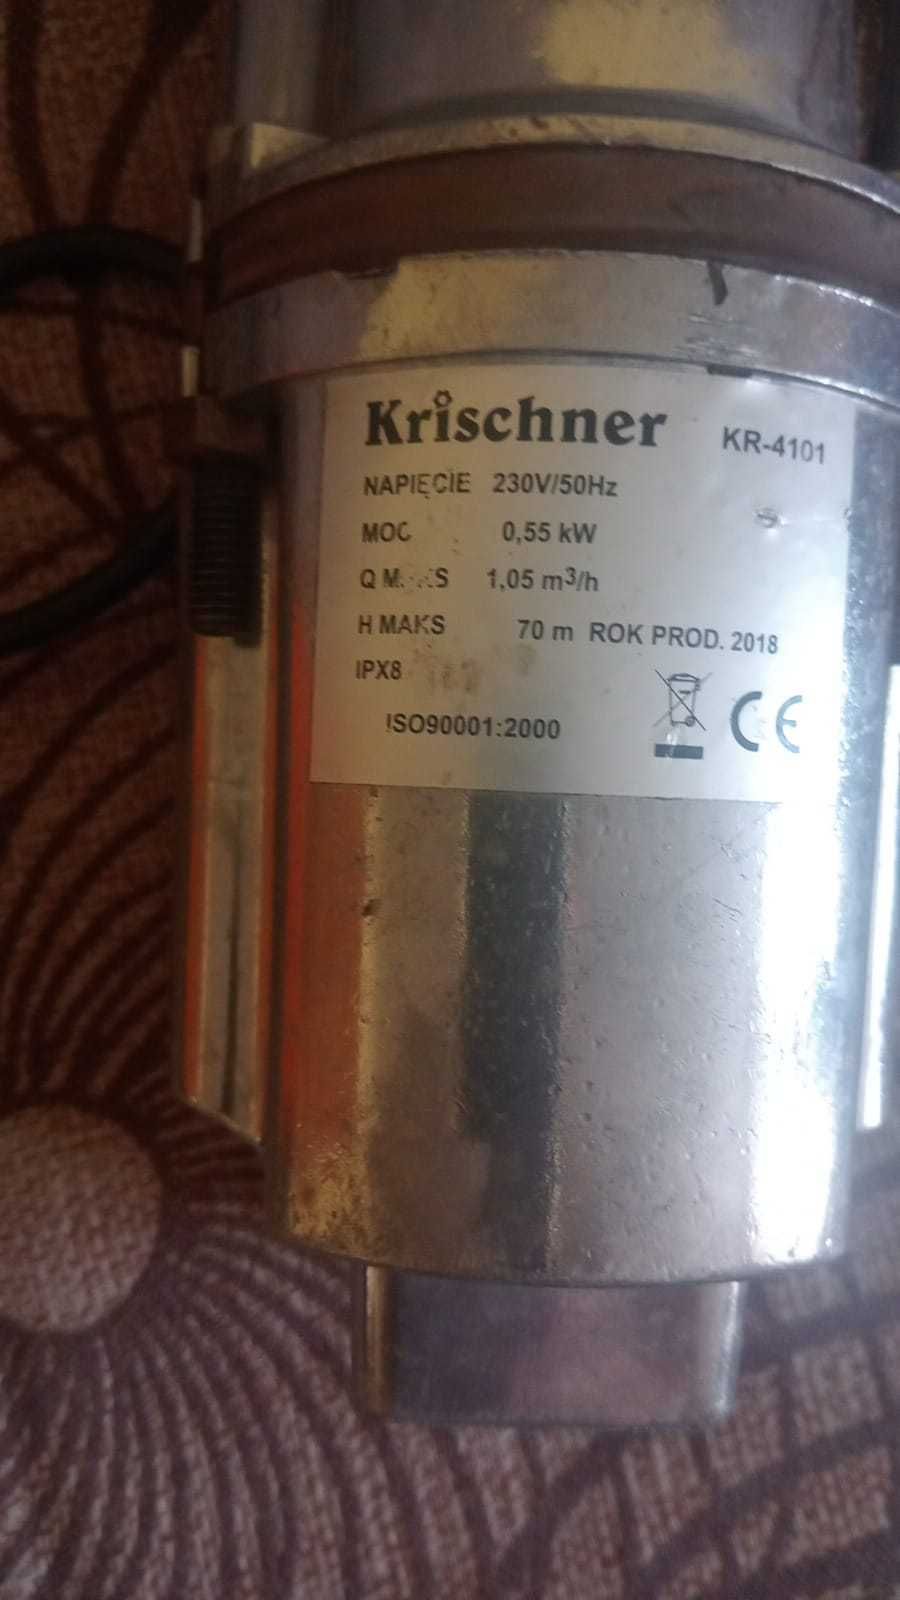 Krischner KR-4101
NAPIĘCIE 230V/50Hz
MOC 0,55 kW
Q MAKS 1,05 m³/h
H MAKS 70 m ROK PROD. 2018
IPX8
ISO90001:2000
CE